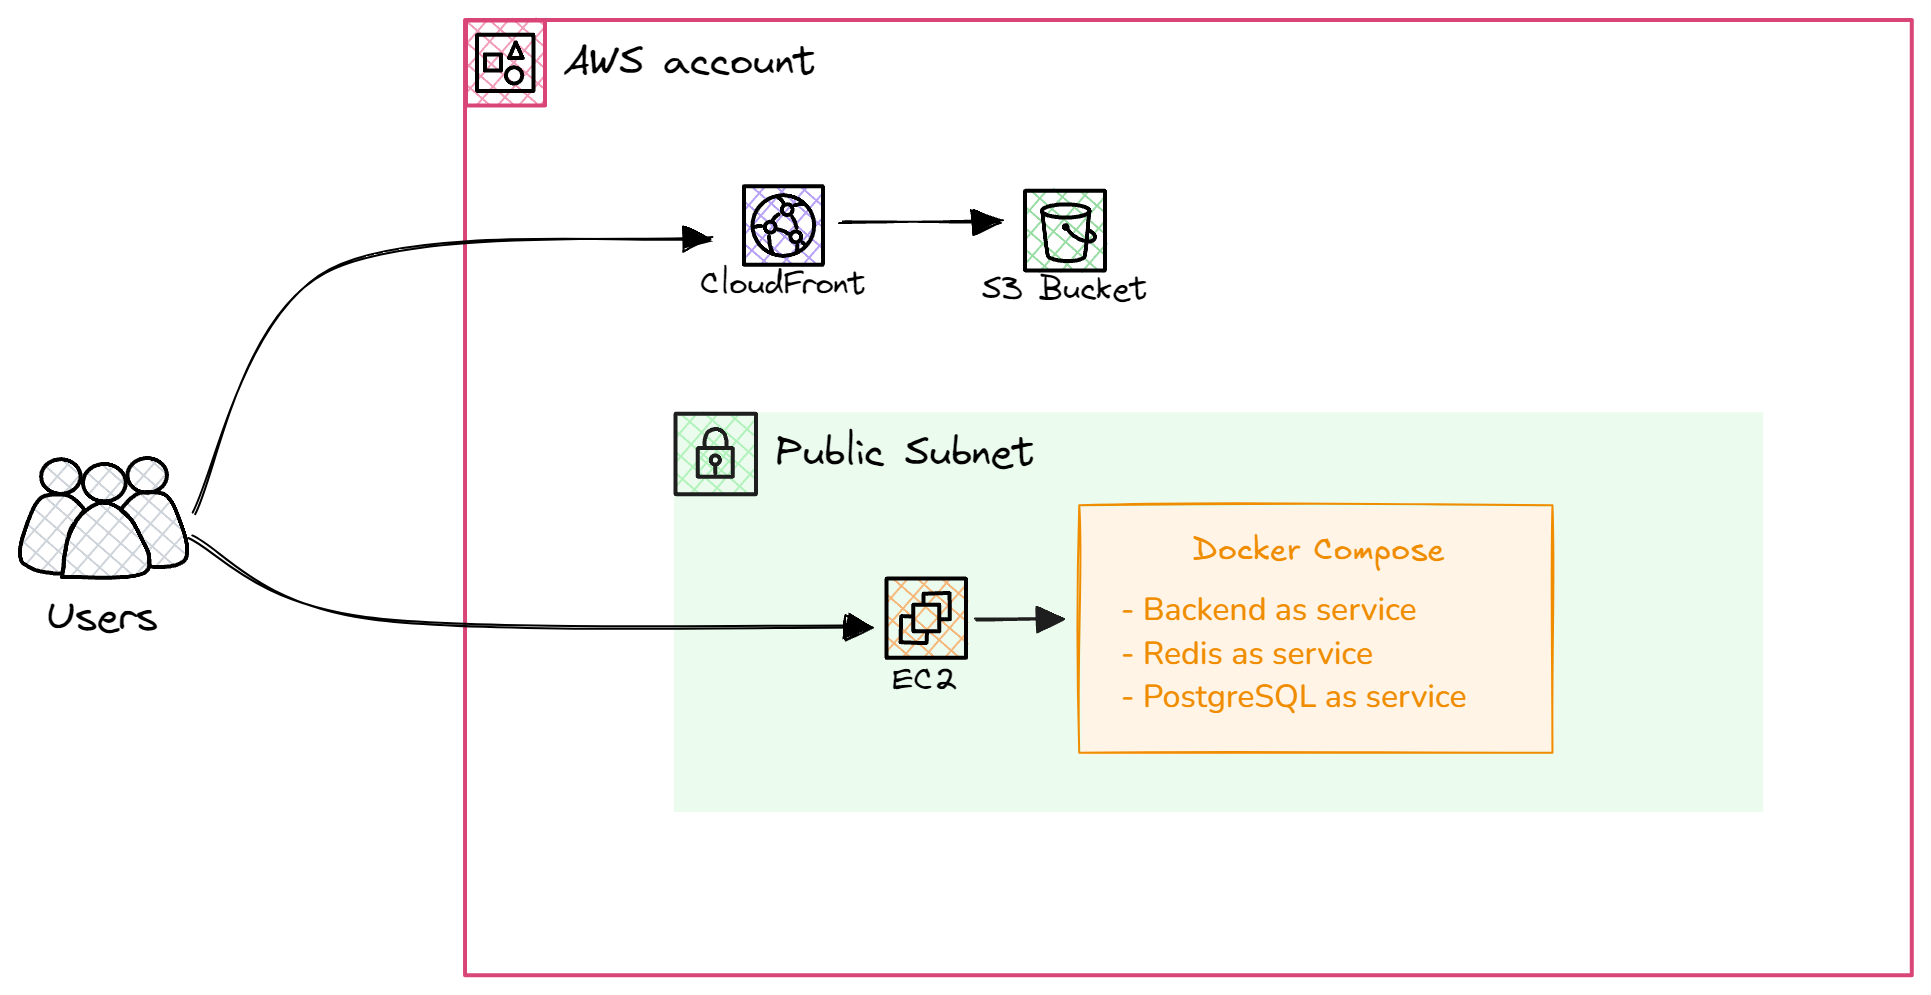 AWS account
CloudFront
S3 Bucket
Public Subnet
Docker Compose
- Backend as service
- Redis as service
- PostgreSQL as service
EC2
Users